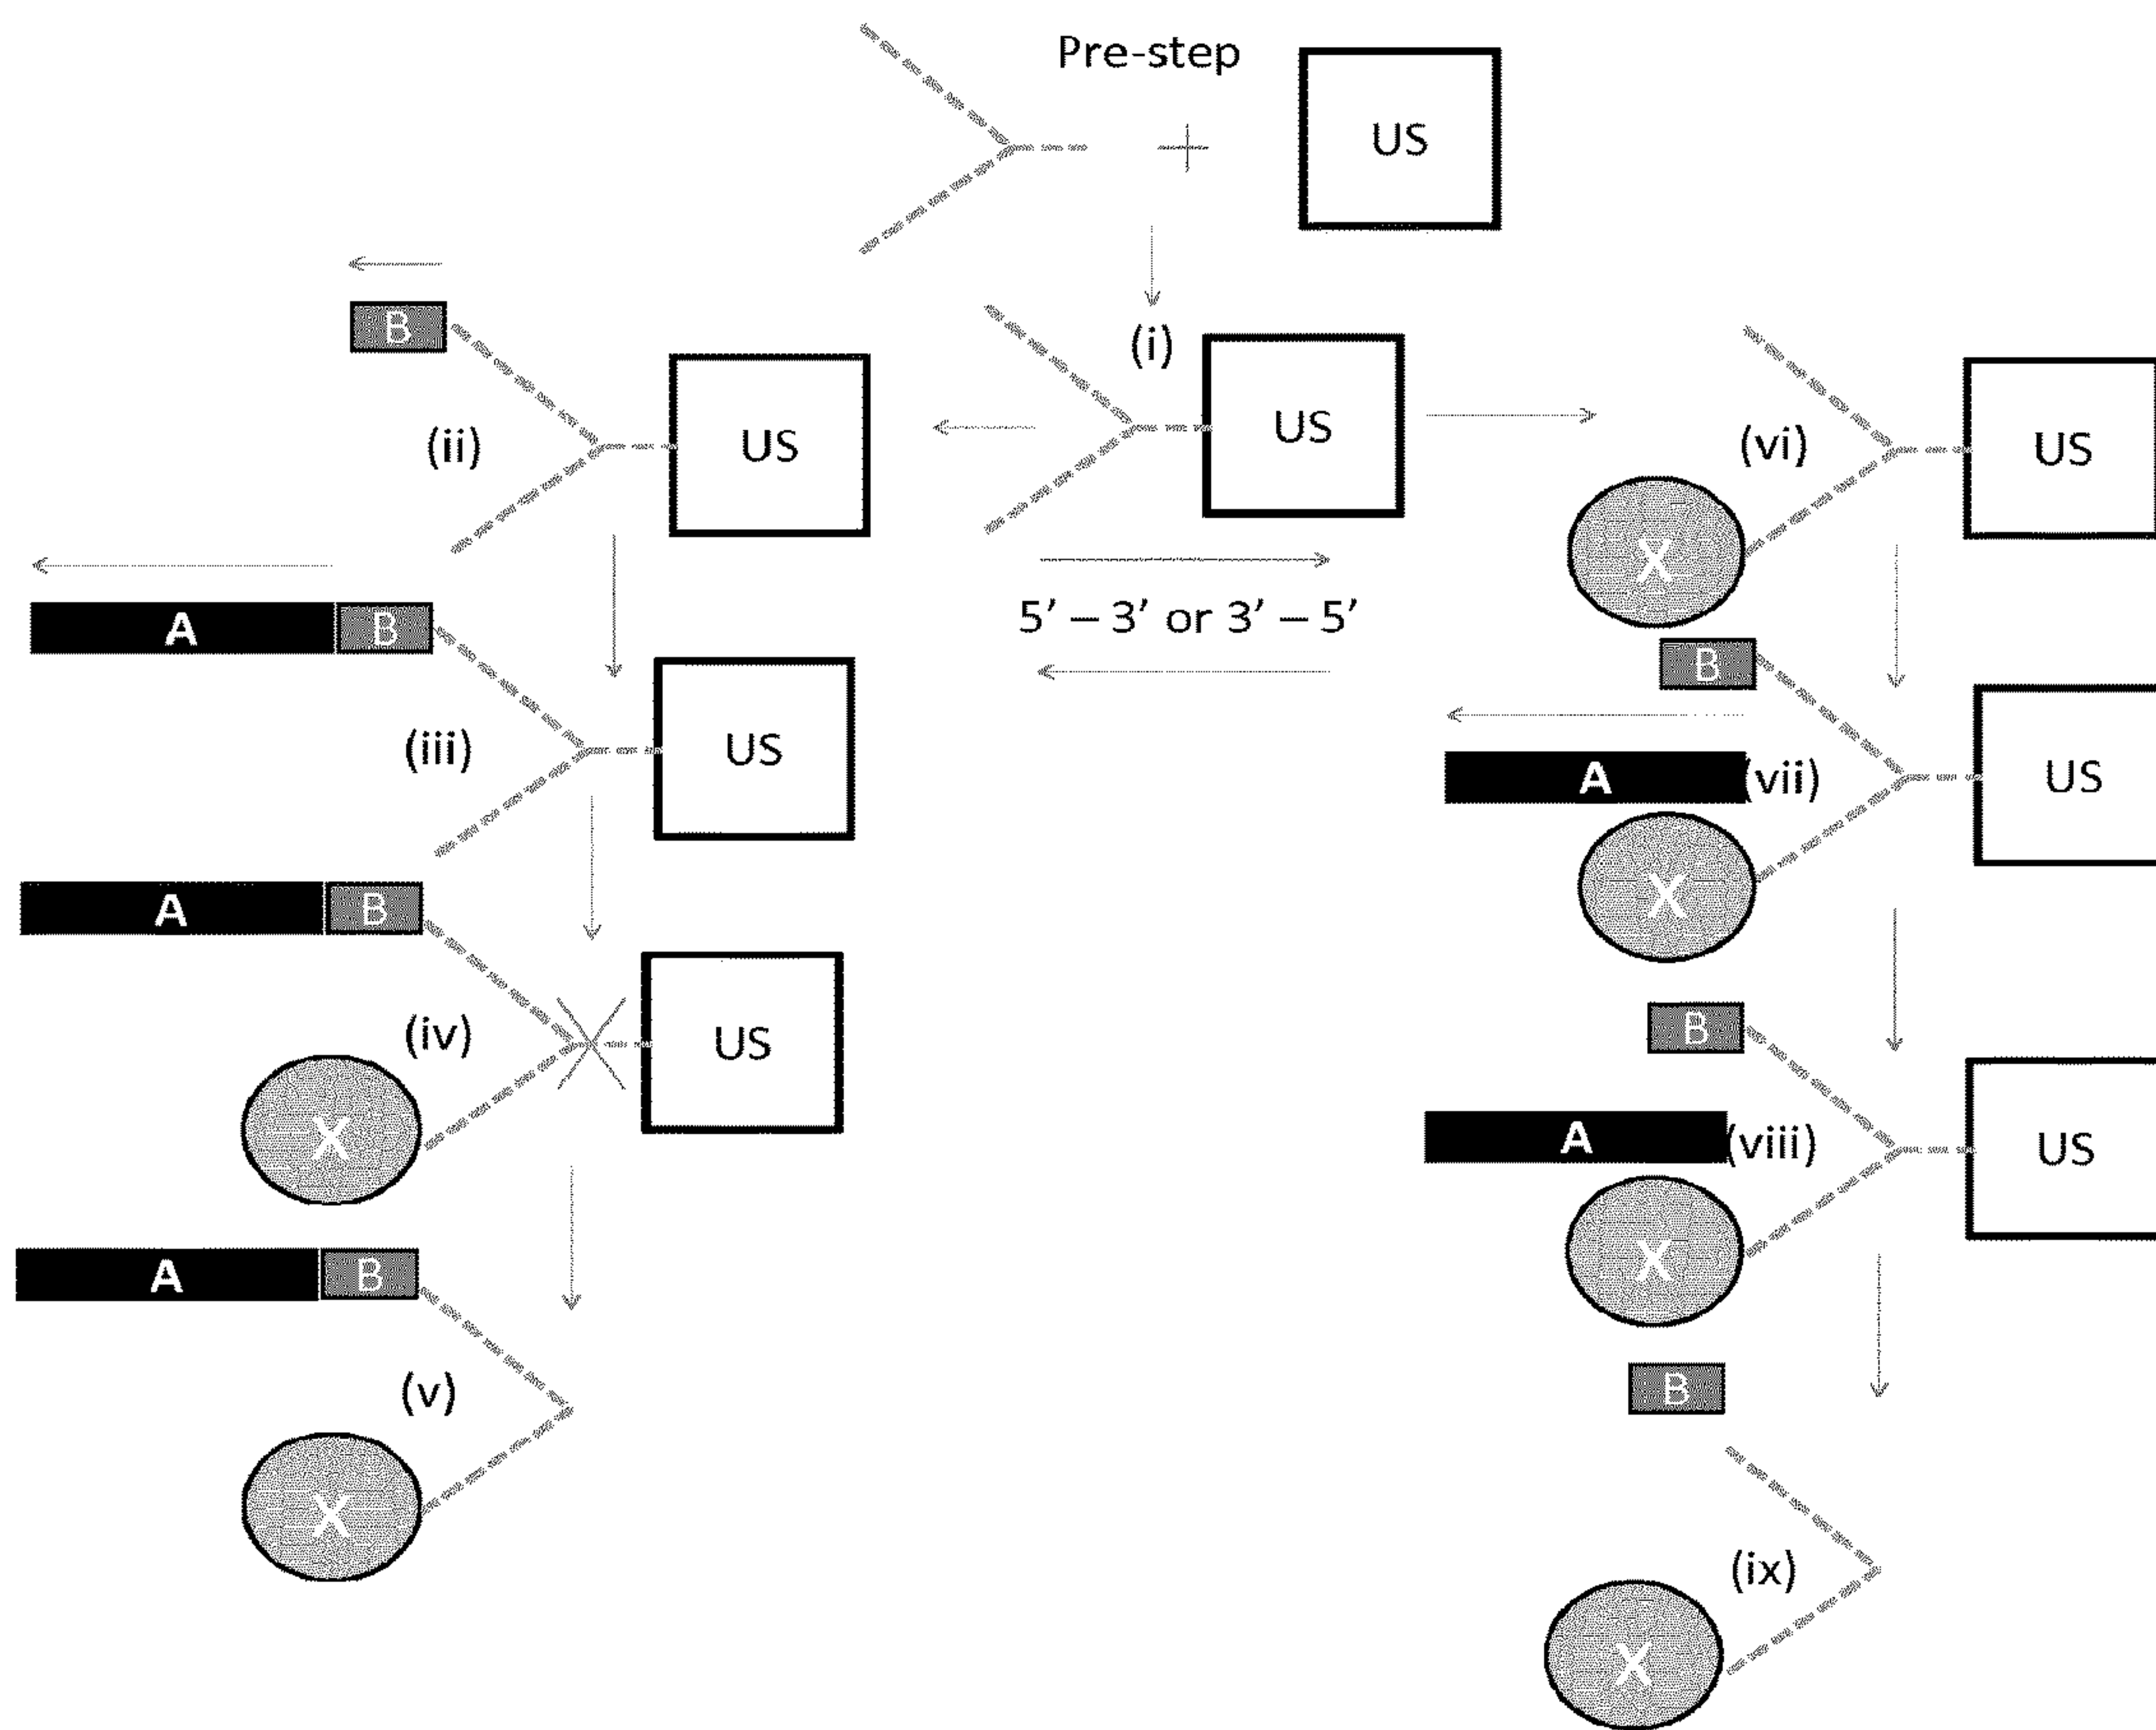 Pre-step
US
B
(i)
US
(ii)
US
(vi)
US
X
5’ – 3’ or 3’ – 5’
A B
(iii)
US
B
A (vii)
US
X
A B
(iv)
US
X
B
A (viii)
US
X
A B
(v)
X
B
(ix)
X